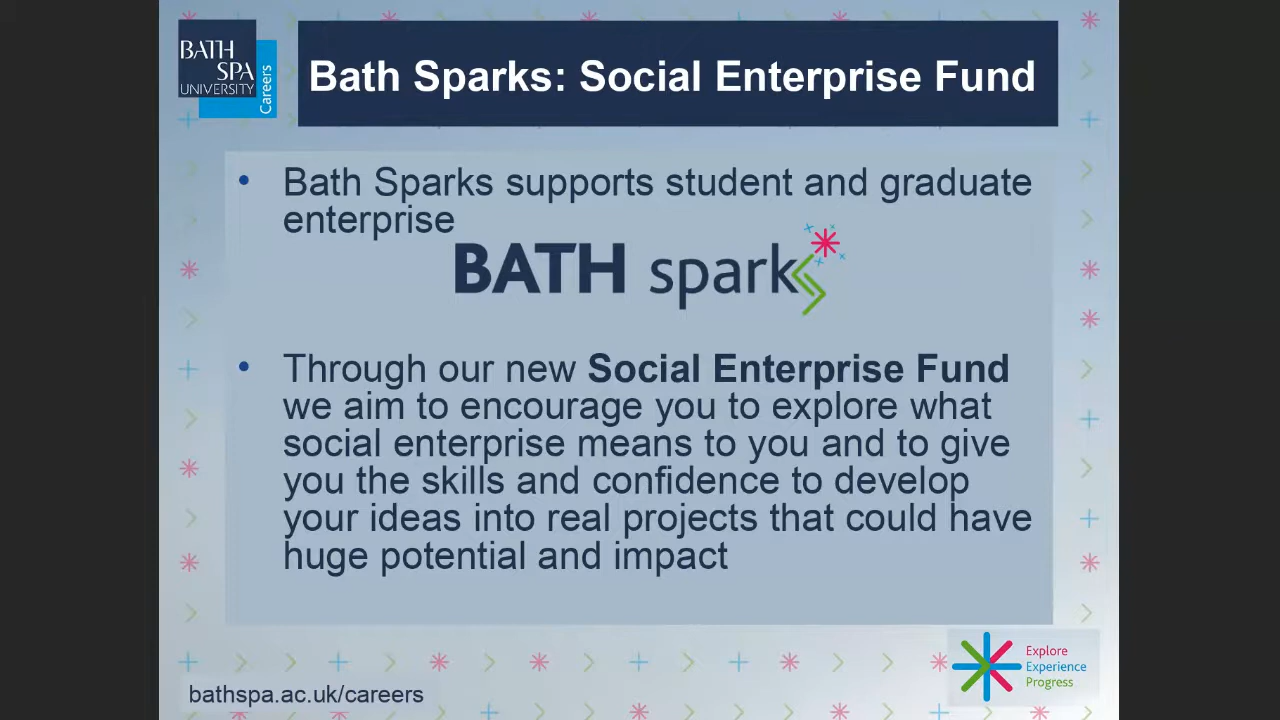 BATH
SPA
UNIVERSITY
Careers
Bath Sparks: Social Enterprise Fund
• Bath Sparks supports student and graduate
enterprise
BATH sparks
• Through our new Social Enterprise Fund
we aim to encourage you to explore what
social enterprise means to you and to give
you the skills and confidence to develop
your ideas into real projects that could have
huge potential and impact
Explore
Experience
Progress
bathspa.ac.uk/careers